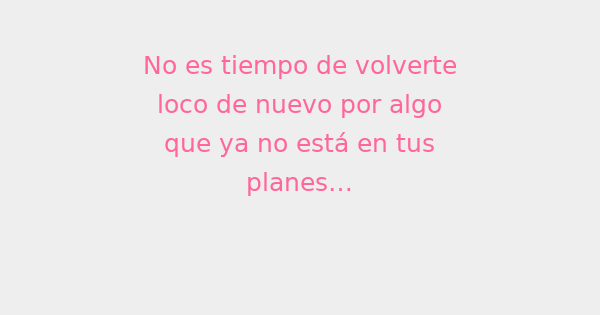 No es tiempo de volverte
loco de nuevo por algo
que ya no está en tus
planes...